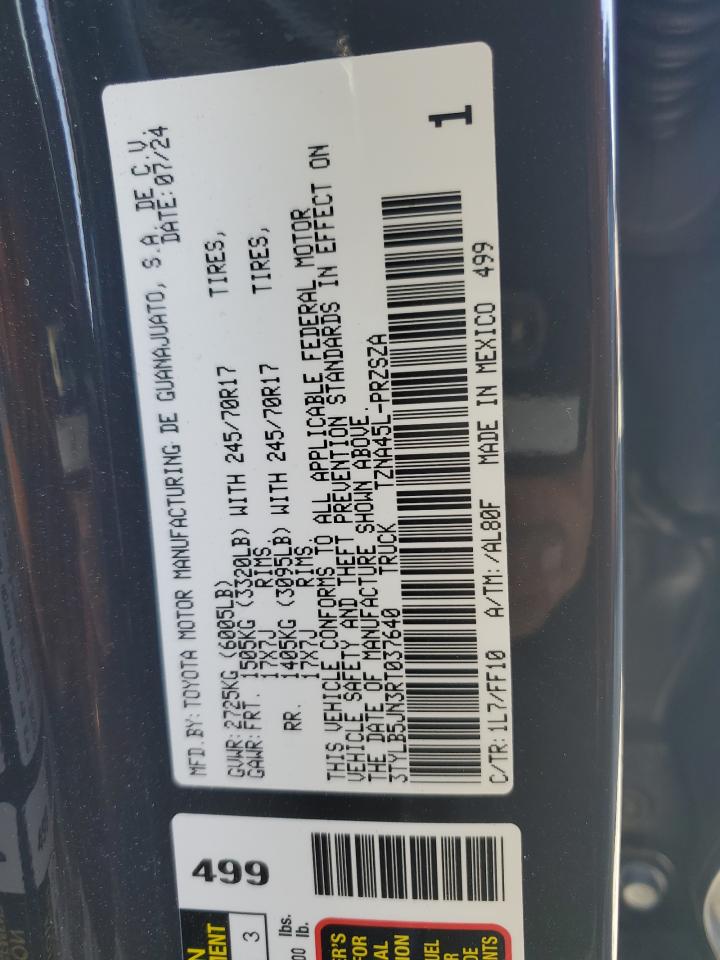 MFD.BY: TOYOTA MOTOR MANUFACTURING DE GUANAJUATO, S.A. DE C.V.
DATE: 07/24
GVWR: 2725KG (6005LB)
GAWR: FRT. 1505KG (3320LB) WITH 245/70R17 TIRES,
17X7J RIMS.
RR. 1405KG (3095LB) WITH 245/70R17 TIRES,
17X7J RIMS.
THIS VEHICLE CONFORMS TO ALL APPLICABLE FEDERAL MOTOR
VEHICLE SAFETY AND THEFT PREVENTION STANDARDS IN EFFECT ON
THE DATE OF MANUFACTURE SHOWN ABOVE.
3TYLB5JN3RT037640 TRUCK TZNA45L-PRZSZA
C/TR: 1L7/FF10 A/TM: /AL80F MADE IN MEXICO 499
1
499
3
lbs.